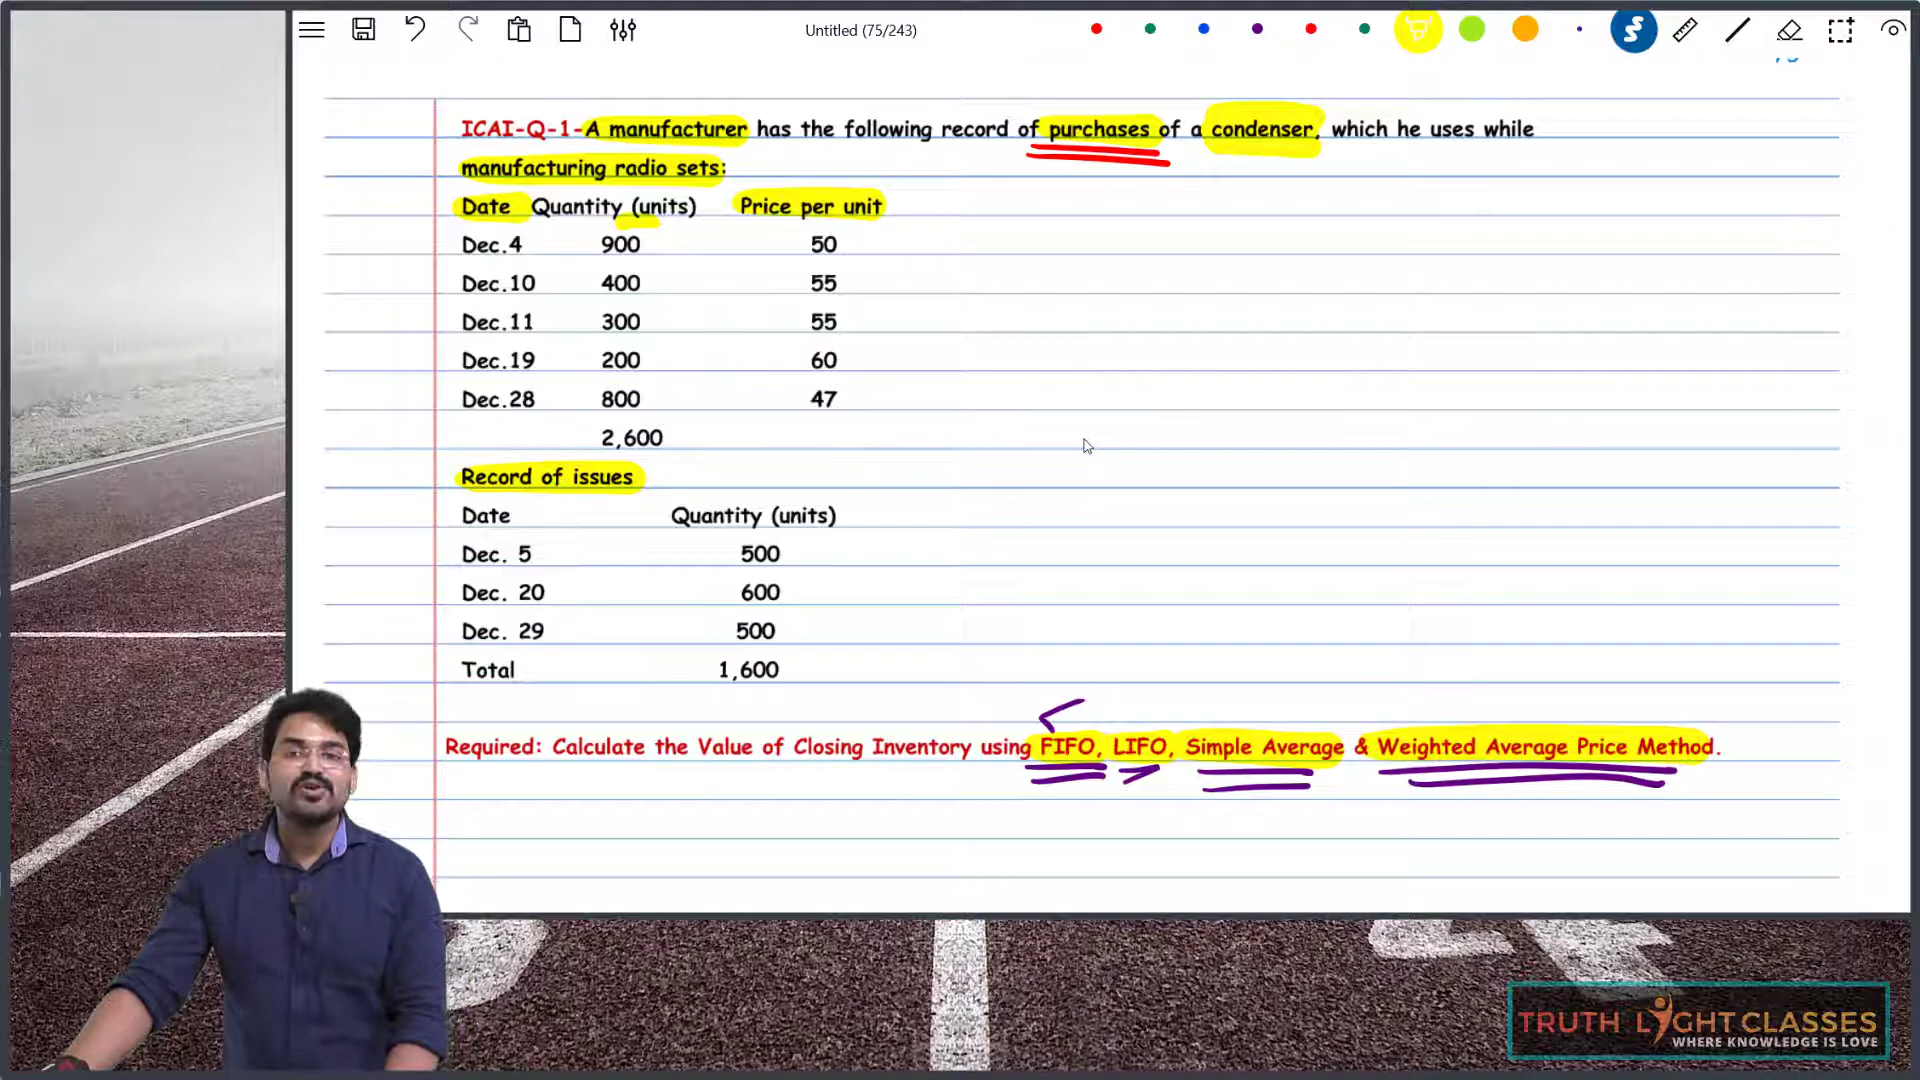 Untitled (75/243)
ICAI-Q-1-A manufacturer has the following record of purchases of a condenser, which he uses while
manufacturing radio sets:
Date Quantity (units) Price per unit
Dec.4 900 50
Dec.10 400 55
Dec.11 300 55
Dec.19 200 60
Dec.28 800 47
2,600
Record of issues
Date Quantity (units)
Dec. 5 500
Dec. 20 600
Dec. 29 500
Total 1,600
Required: Calculate the Value of Closing Inventory using FIFO, LIFO, Simple Average & Weighted Average Price Method.
TRUTH LIGHT CLASSES
WHERE KNOWLEDGE IS LOVE